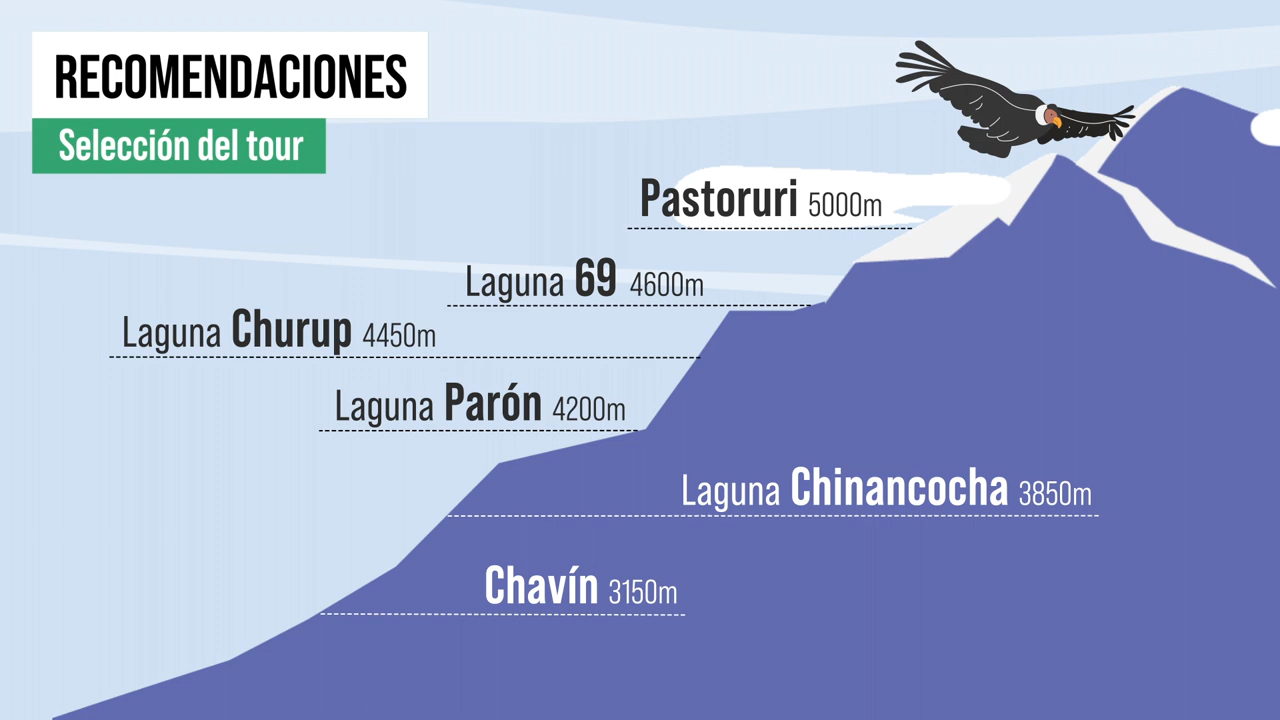 RECOMENDACIONES
Selección del tour
Pastoruri 5000m
Laguna 69 4600m
Laguna Churup 4450m
Laguna Parón 4200m
Laguna Chinancocha 3850m
Chavín 3150m